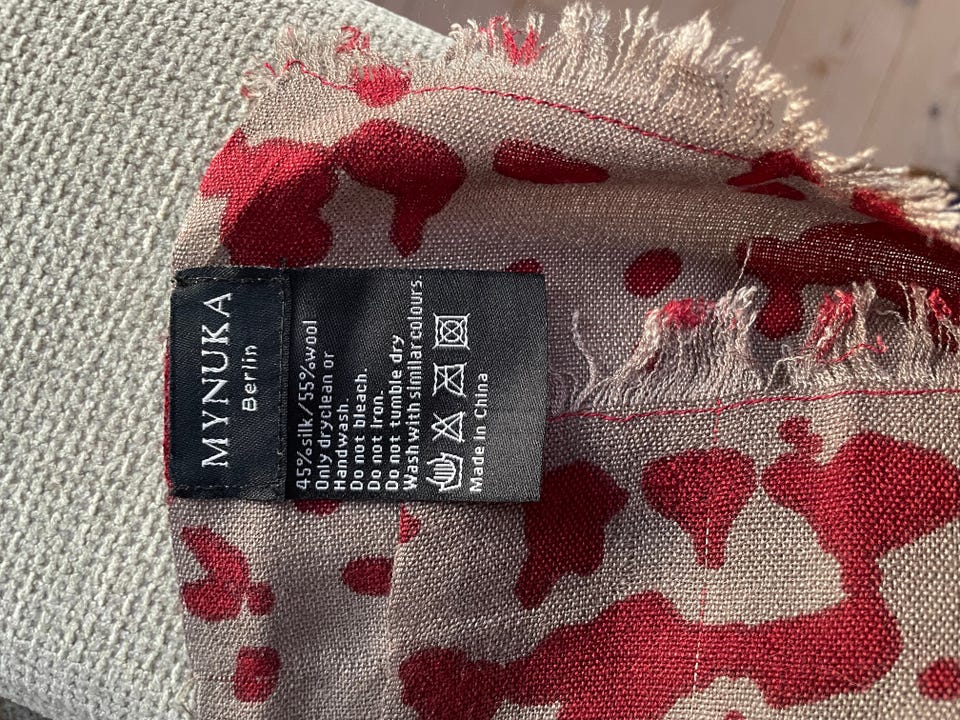 MYNUKA
Berlin
45%silk/55%wool
Only dryclean or
Handwash.
Do not bleach.
Do not Iron.
Do not tumble dry
Wash with similar colours
Made In China